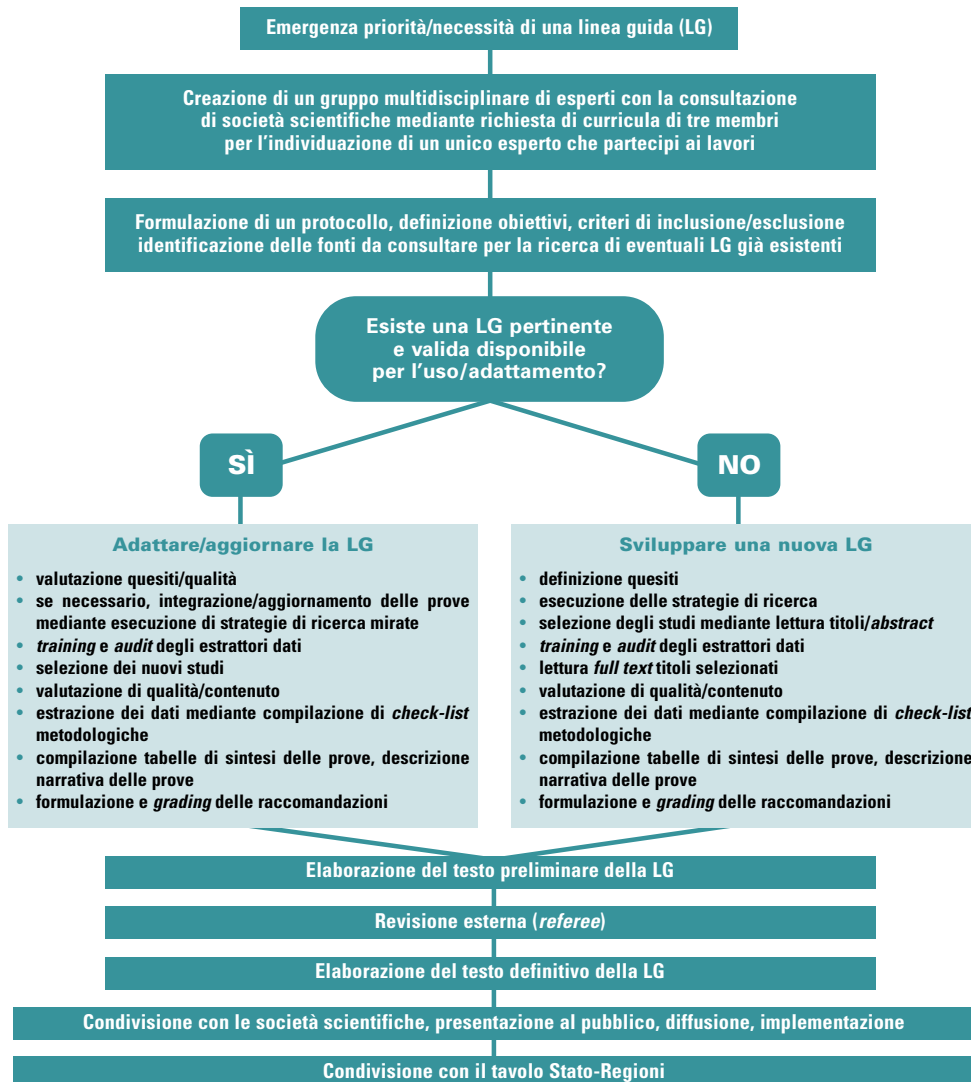 Emergenza priorità/necessità di una linea guida (LG)
Creazione di un gruppo multidisciplinare di esperti con la consultazione
di società scientifiche mediante richiesta di curricula di tre membri
per l'individuazione di un unico esperto che partecipi ai lavori
Formulazione di un protocollo, definizione obiettivi, criteri di inclusione/esclusione
identificazione delle fonti da consultare per la ricerca di eventuali LG già esistenti
Esiste una LG pertinente
e valida disponibile
per l'uso/adattamento?
SÌ
NO
Adattare/aggiornare la LG
• valutazione quesiti/qualità
• se necessario, integrazione/aggiornamento delle prove
mediante esecuzione di strategie di ricerca mirate
• training e audit degli estrattori dati
• selezione dei nuovi studi
• valutazione di qualità/contenuto
• estrazione dei dati mediante compilazione di check-list
metodologiche
• compilazione tabelle di sintesi delle prove, descrizione
narrativa delle prove
• formulazione e grading delle raccomandazioni
Sviluppare una nuova LG
• definizione quesiti
• esecuzione delle strategie di ricerca
• selezione degli studi mediante lettura titoli/abstract
• training e audit degli estrattori dati
• lettura full text titoli selezionati
• valutazione di qualità/contenuto
• estrazione dei dati mediante compilazione di check-list
metodologiche
• compilazione tabelle di sintesi delle prove, descrizione
narrativa delle prove
• formulazione e grading delle raccomandazioni
Elaborazione del testo preliminare della LG
Revisione esterna (referee)
Elaborazione del testo definitivo della LG
Condivisione con le società scientifiche, presentazione al pubblico, diffusione, implementazione
Condivisione con il tavolo Stato-Regioni